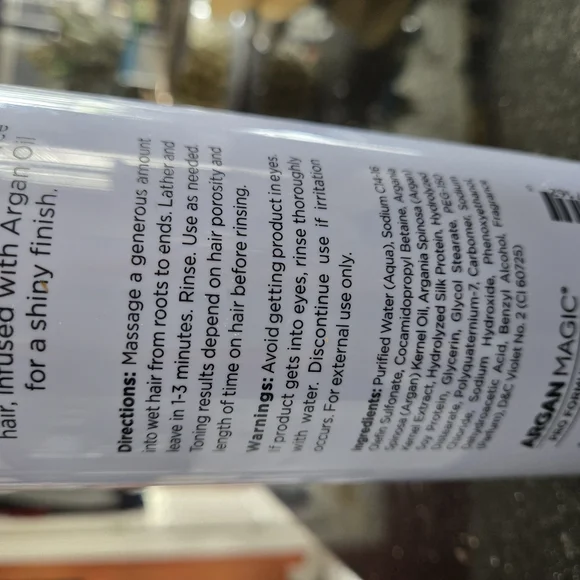 hair, infused with Argan Oil
for a shiny finish.
Directions: Massage a generous amount
into wet hair from roots to ends. Lather and
leave in 1-3 minutes. Rinse. Use as needed.
Toning results depend on hair porosity and
length of time on hair before rinsing.
Warnings: Avoid getting product in eyes.
If product gets into eyes, rinse thoroughly
with water. Discontinue use if irritation
occurs. For external use only.
Ingredients: Purified Water (Aqua), Sodium C14-16
Olefin Sulfonate, Cocamidopropyl Betaine, Argania
Spinosa (Argan) Kernel Oil, Argania Spinosa (Argan)
Kernel Extract, Hydrolyzed Silk Protein, Hydrolyzed
Soy Protein, Glycerin, Glycol Stearate, PEG-150
Distearate, Polyquaternium-7, Carbomer, Sodium
Chloride, Sodium Hydroxide, Phenoxyethanol,
Dehydroacetic Acid, Benzyl Alcohol, Fragrance
(Parfum), D&C Violet No. 2 (CI 60725)
ARGAN MAGIC®